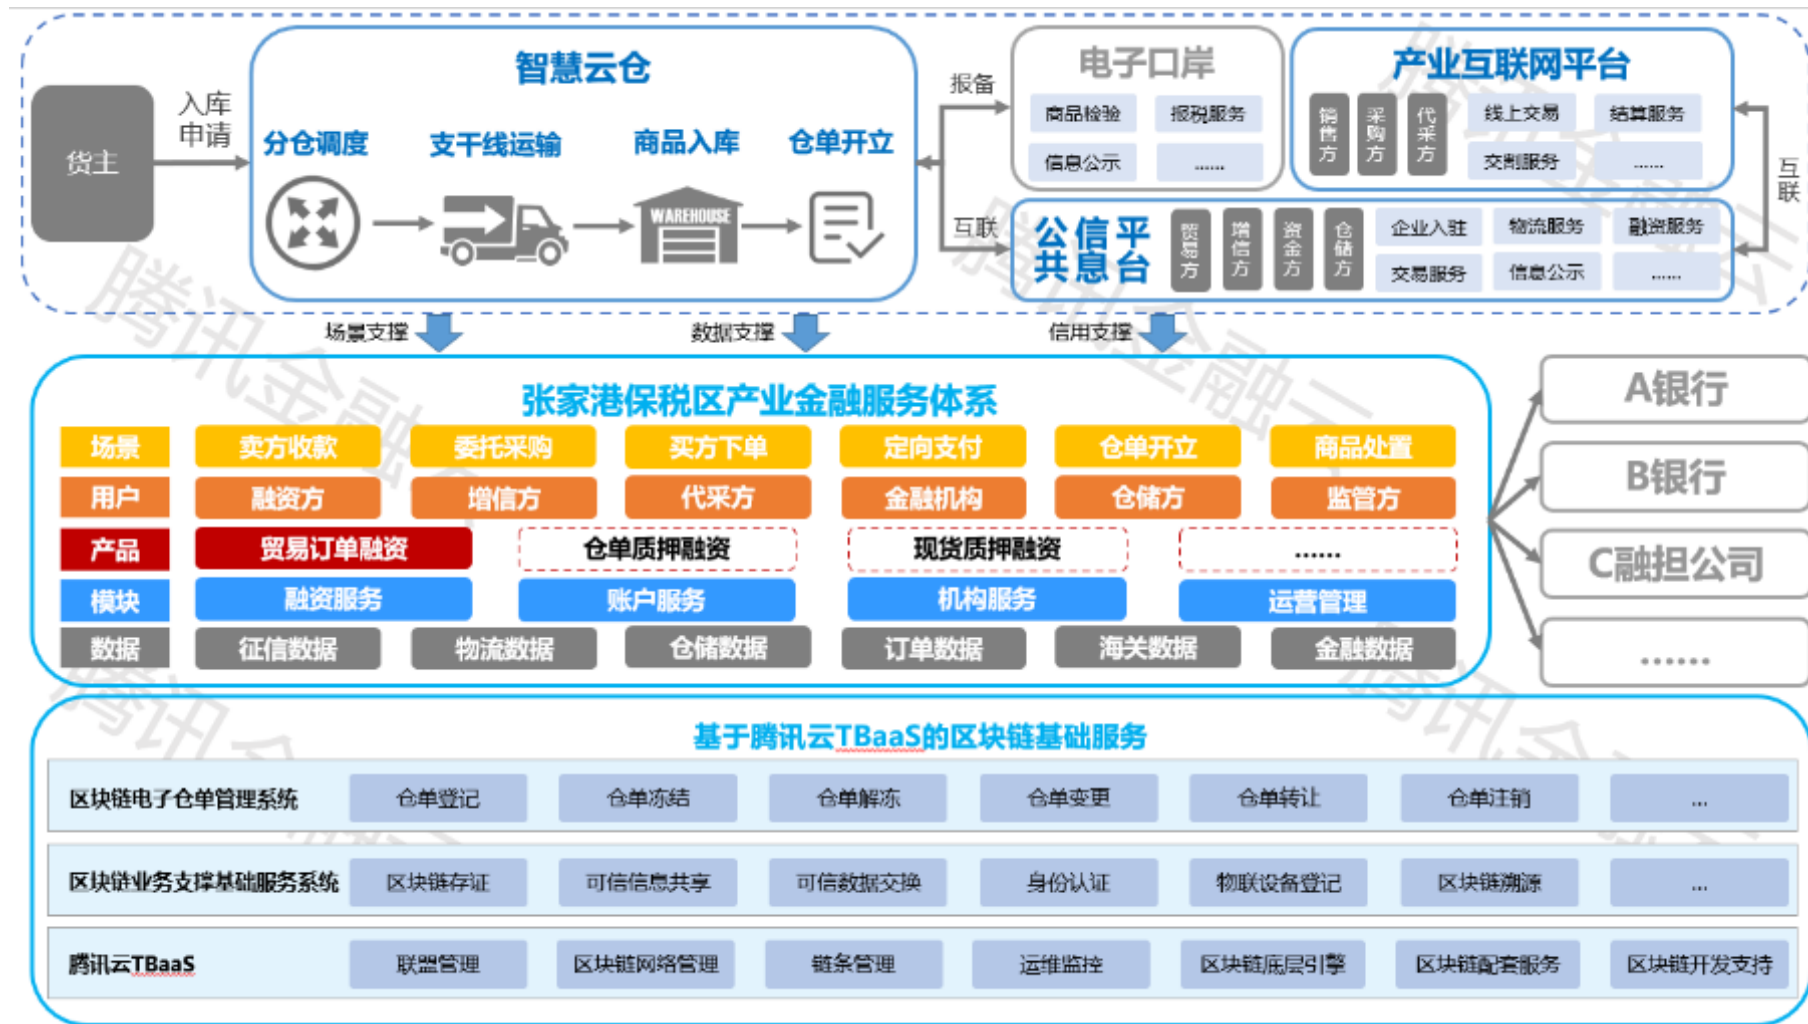 智慧云仓
货主
入库
申请
分仓调度
支干线运输
商品入库
仓单开立
WAREHOUSE
报备
互联
电子口岸
商品检验
报税服务
信息公示
......
产业互联网平台
销售方
采购方
代采方
线上交易
结算服务
交割服务
......
互联
公信平
共息台
贸易方
增信方
资金方
仓储方
企业入驻
物流服务
融资服务
交易服务
信息公示
......
场景支撑
数据支撑
信用支撑
张家港保税区产业金融服务体系
场景
卖方收款
委托采购
买方下单
定向支付
仓单开立
商品处置
用户
融资方
增信方
代采方
金融机构
仓储方
监管方
产品
贸易订单融资
仓单质押融资
现货质押融资
......
模块
融资服务
账户服务
机构服务
运营管理
数据
征信数据
物流数据
仓储数据
订单数据
海关数据
金融数据
A银行
B银行
C融担公司
......
基于腾讯云TBaaS的区块链基础服务
区块链电子仓单管理系统
仓单登记
仓单冻结
仓单解冻
仓单变更
仓单转让
仓单注销
...
区块链业务支撑基础服务系统
区块链存证
可信信息共享
可信数据交换
身份认证
物联设备登记
区块链溯源
...
腾讯云TBaaS
联盟管理
区块链网络管理
链条管理
运维监控
区块链底层引擎
区块链配套服务
区块链开发支持
腾讯金融云
腾讯金融云
腾讯金融云